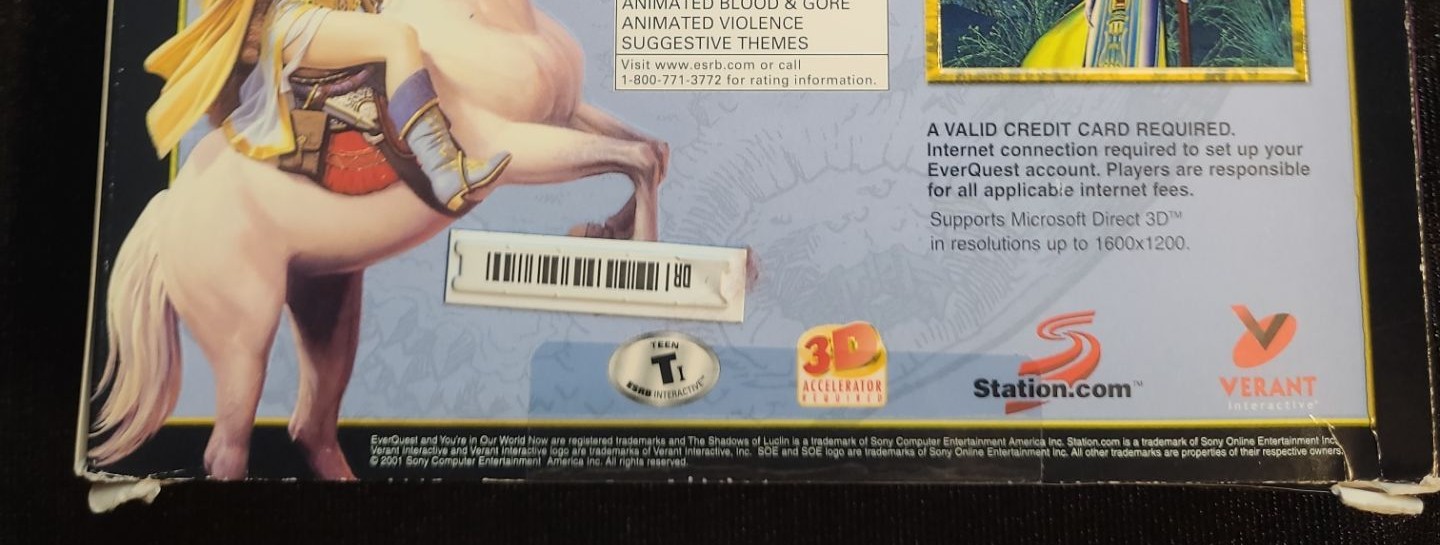 ANIMATED BLOOD & GORE
ANIMATED VIOLENCE
SUGGESTIVE THEMES
Visit www.esrb.com or call
1-800-771-3772 for rating information.
A VALID CREDIT CARD REQUIRED.
Internet connection required to set up your
EverQuest account. Players are responsible
for all applicable internet fees.
Supports Microsoft Direct 3D™
in resolutions up to 1600x1200.
DR
TEEN
T I
ESRB INTERACTIVE™
3D
ACCELERATOR
REQUIRED
Station.com™
VERANT
interactive®
EverQuest and You're in Our World Now are registered trademarks and The Shadows of Luclin is a trademark of Sony Computer Entertainment America Inc. Station.com is a trademark of Sony Online Entertainment Inc.
Verant Interactive and Verant Interactive logo are trademarks of Verant Interactive, Inc. SOE and SOE logo are trademarks of Sony Online Entertainment Inc. All other trademarks are properties of their respective owners.
© 2001 Sony Computer Entertainment America Inc. All rights reserved.